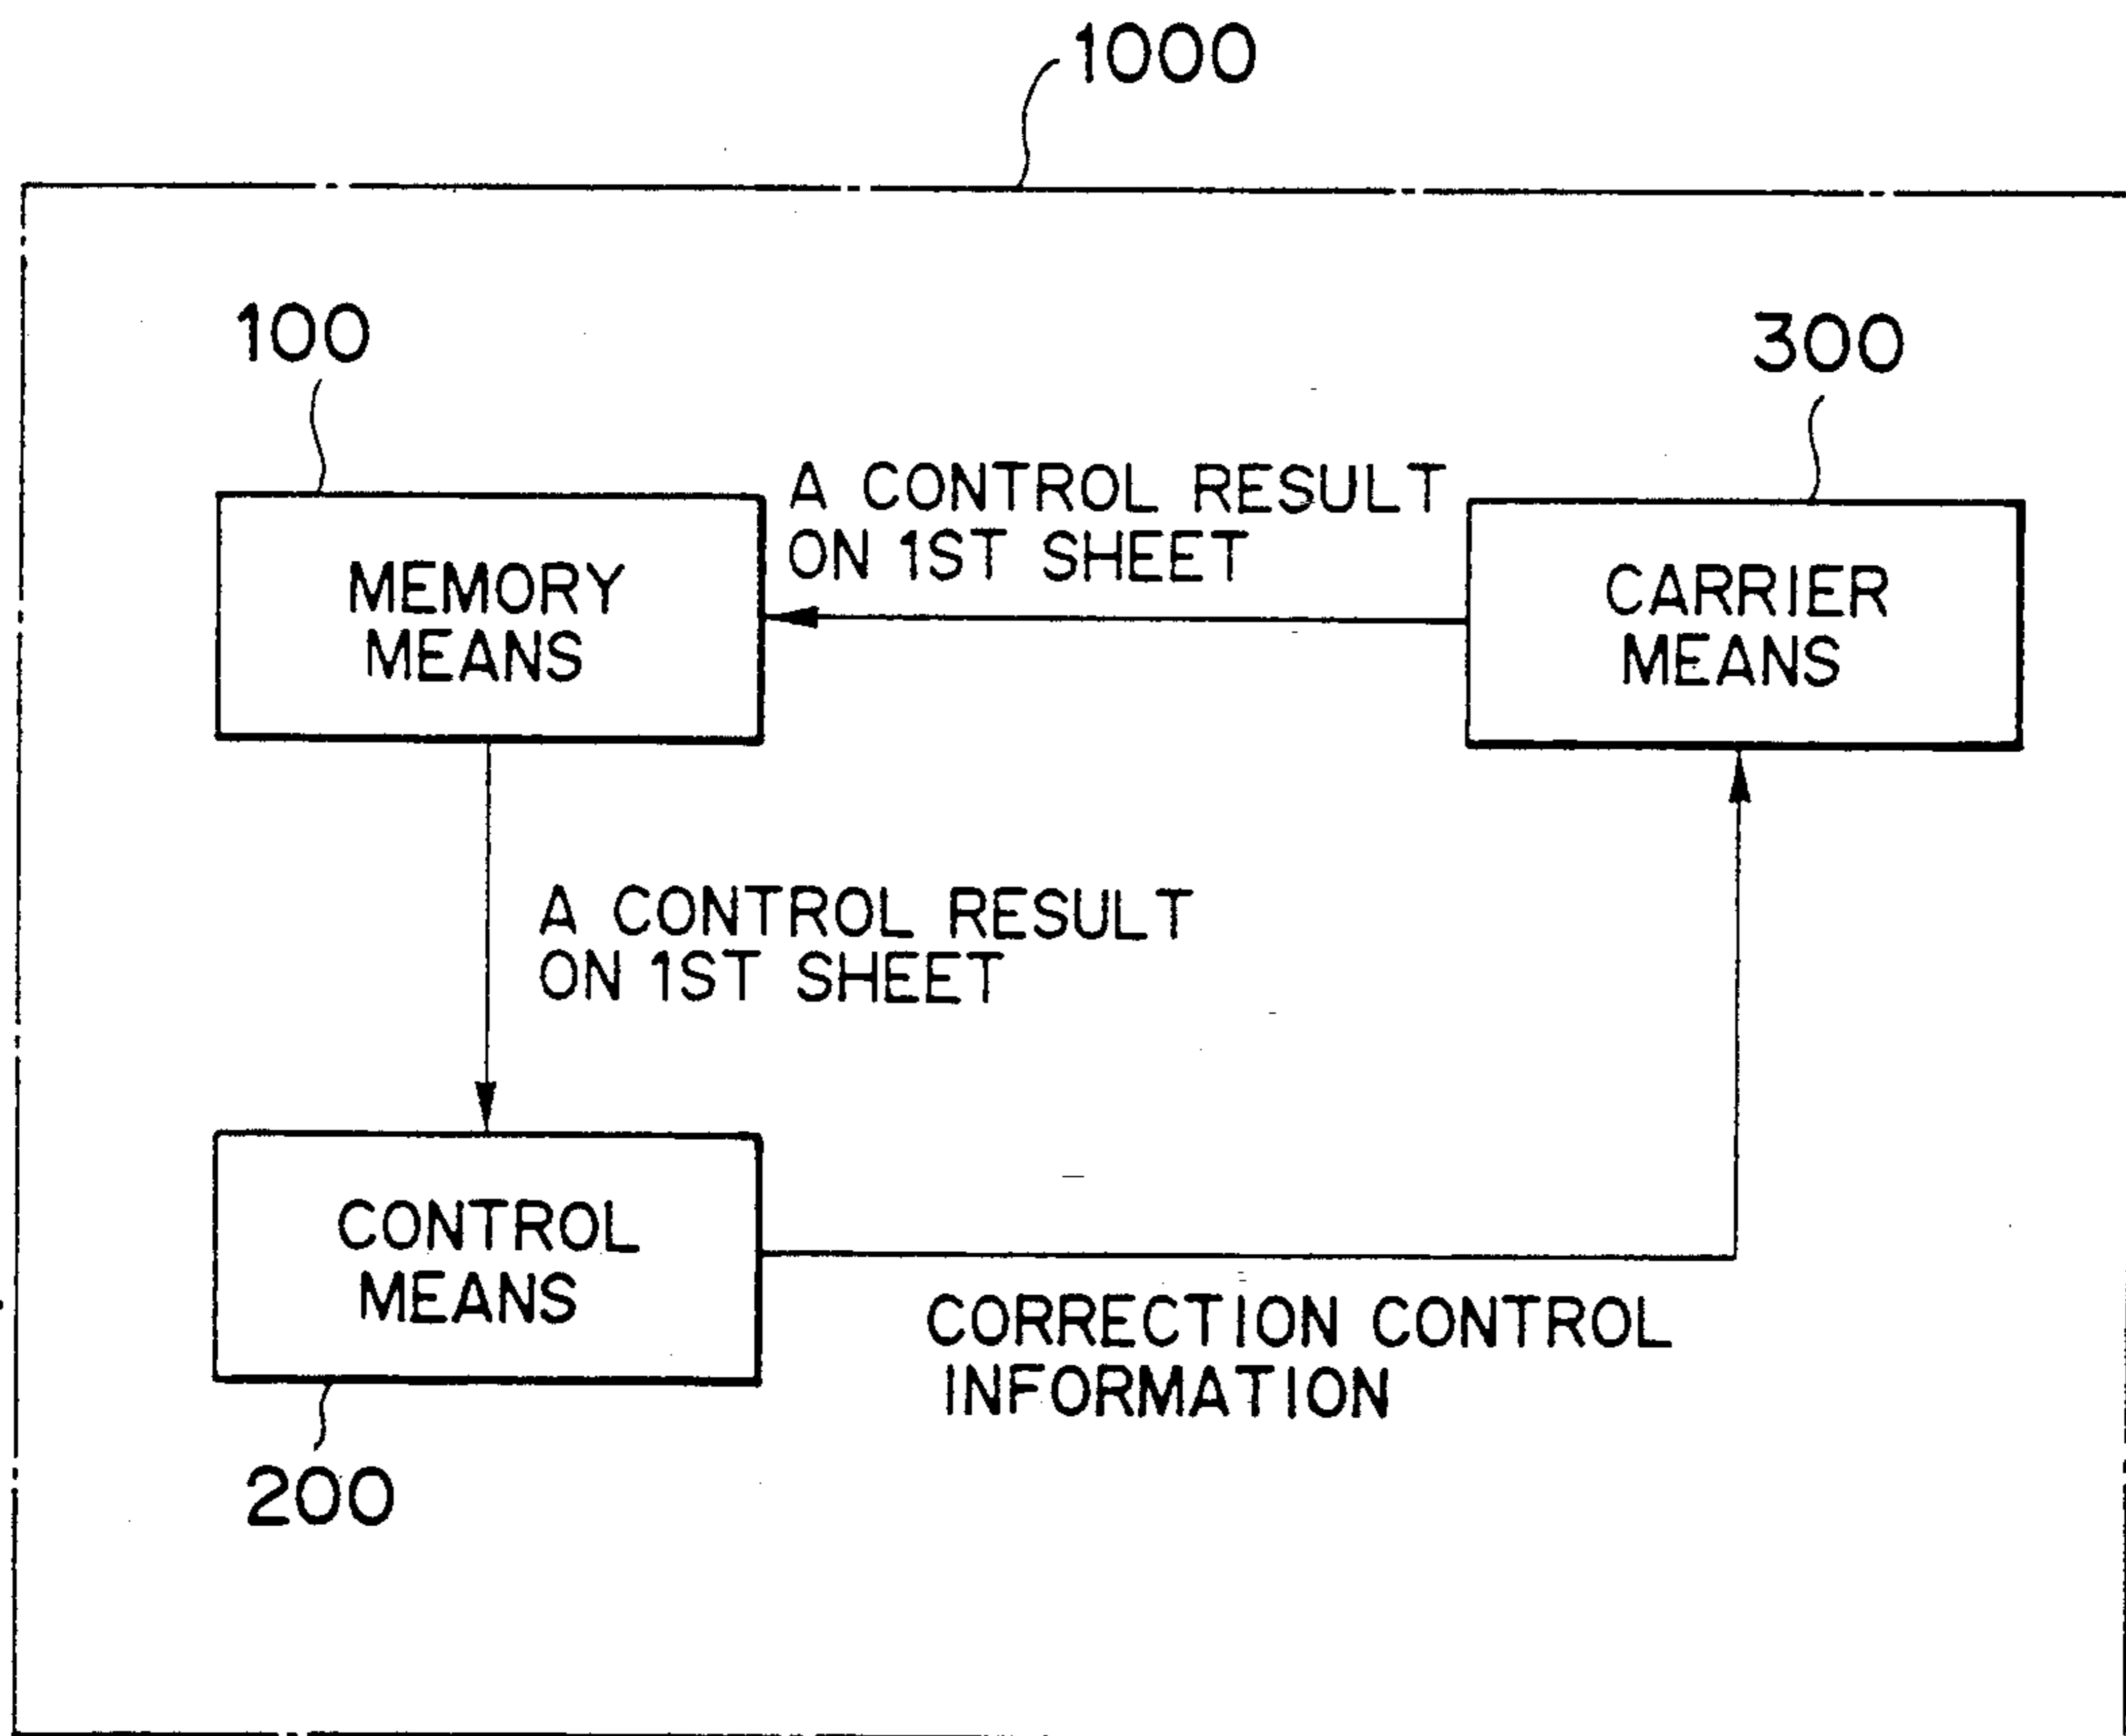 1000
100
300
A CONTROL RESULT
ON 1ST SHEET
MEMORY
MEANS
CARRIER
MEANS
A CONTROL RESULT
ON 1ST SHEET
CONTROL
MEANS
CORRECTION CONTROL
INFORMATION
200